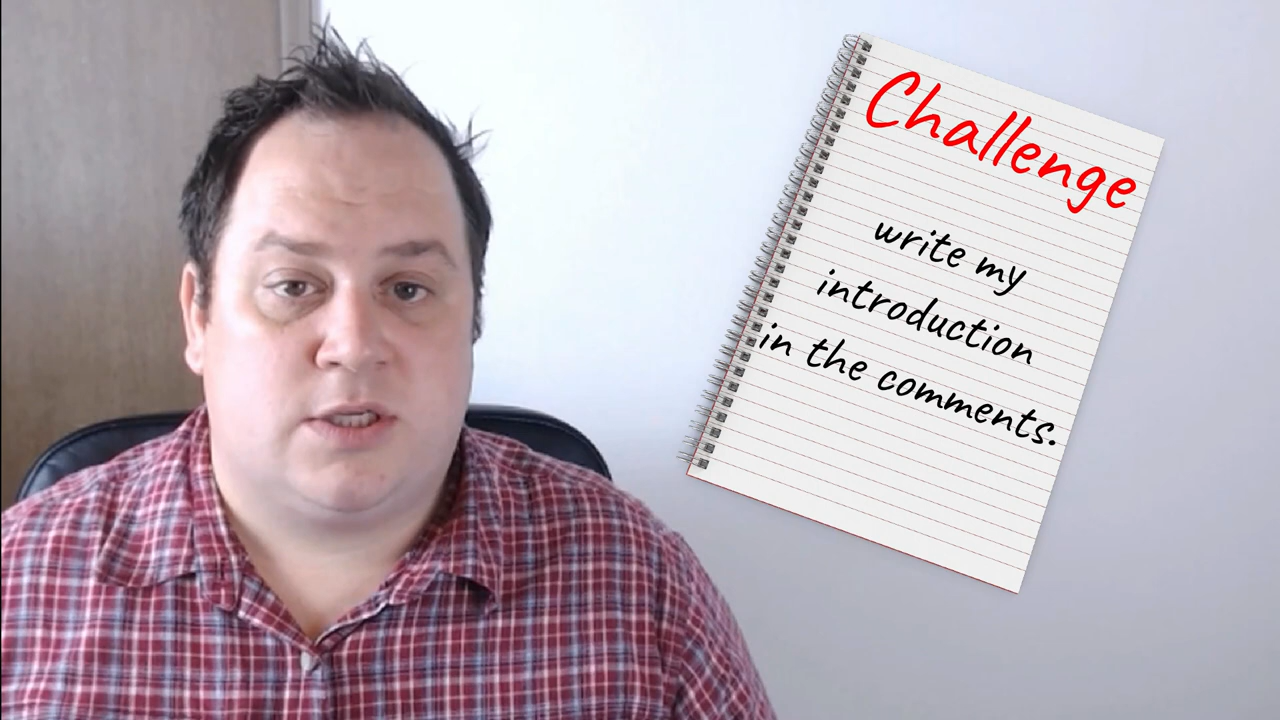 Challenge
write my
introduction
in the comments.